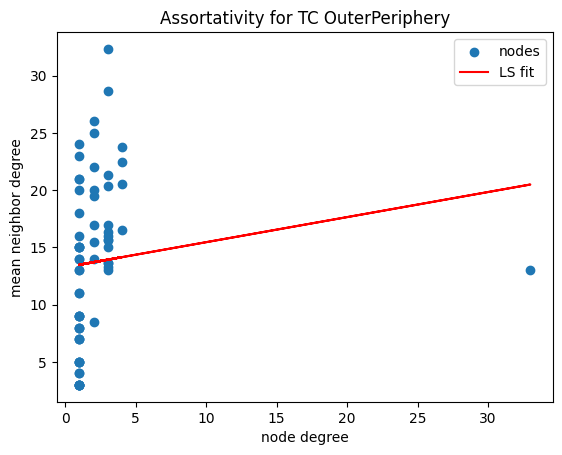 Assortativity for TC OuterPeriphery
nodes
LS fit
mean neighbor degree
30
25
20
15
10
5
0
5
10
15
20
25
30
node degree